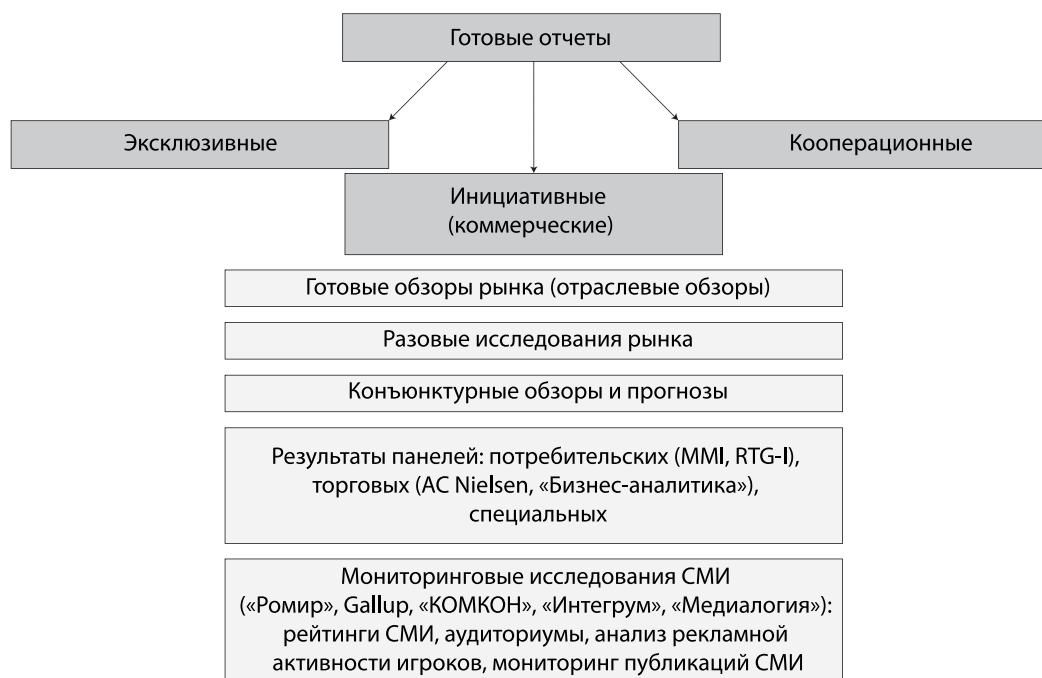 Готовые отчеты
Эксклюзивные
Кооперационные
Инициативные
(коммерческие)
Готовые обзоры рынка (отраслевые обзоры)
Разовые исследования рынка
Конъюнктурные обзоры и прогнозы
Результаты панелей: потребительских (MMI, RTG-I),
торговых (AC Nielsen, «Бизнес-аналитика»),
специальных
Мониторинговые исследования СМИ
(«Ромир», Gallup, «КОМКОН», «Интегрум», «Медиалогия»):
рейтинги СМИ, аудиториумы, анализ рекламной
активности игроков, мониторинг публикаций СМИ